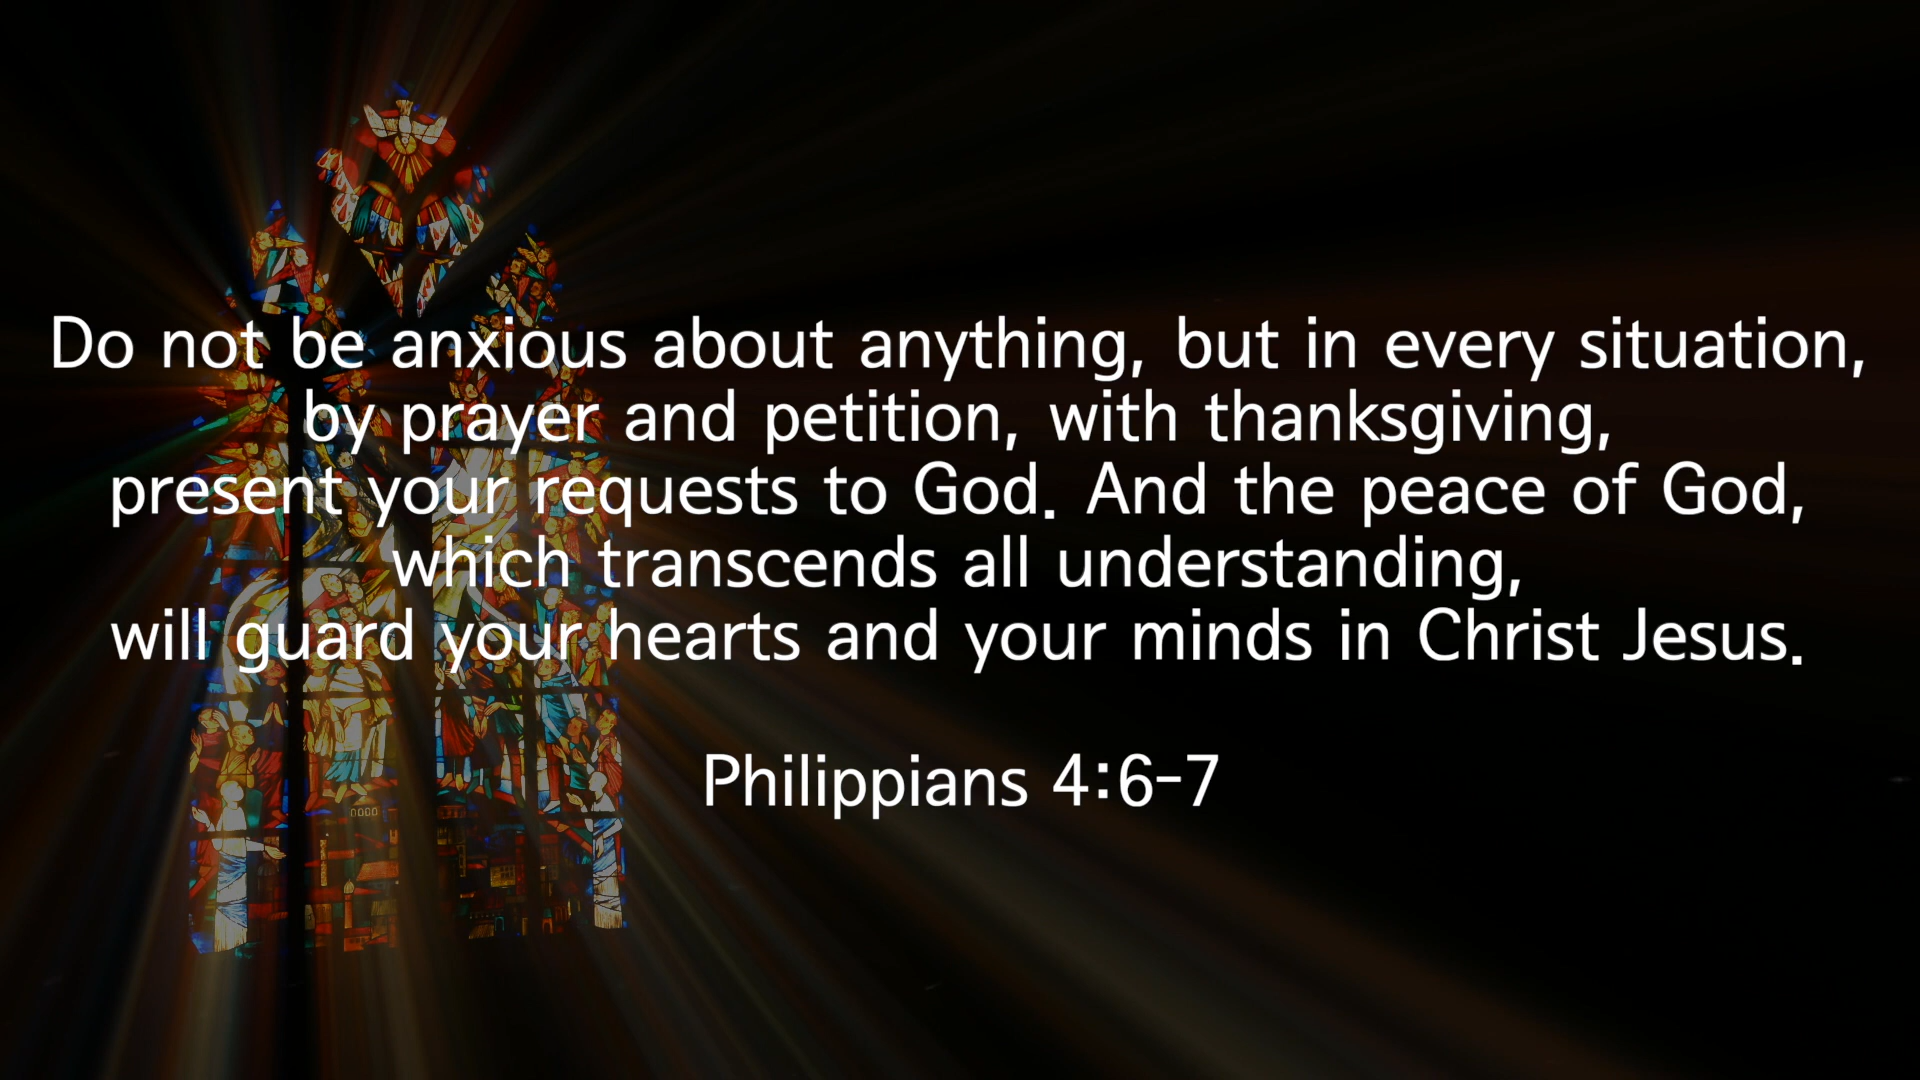 Do not be anxious about anything, but in every situation,
by prayer and petition, with thanksgiving,
present your requests to God. And the peace of God,
which transcends all understanding,
will guard your hearts and your minds in Christ Jesus.
Philippians 4:6-7